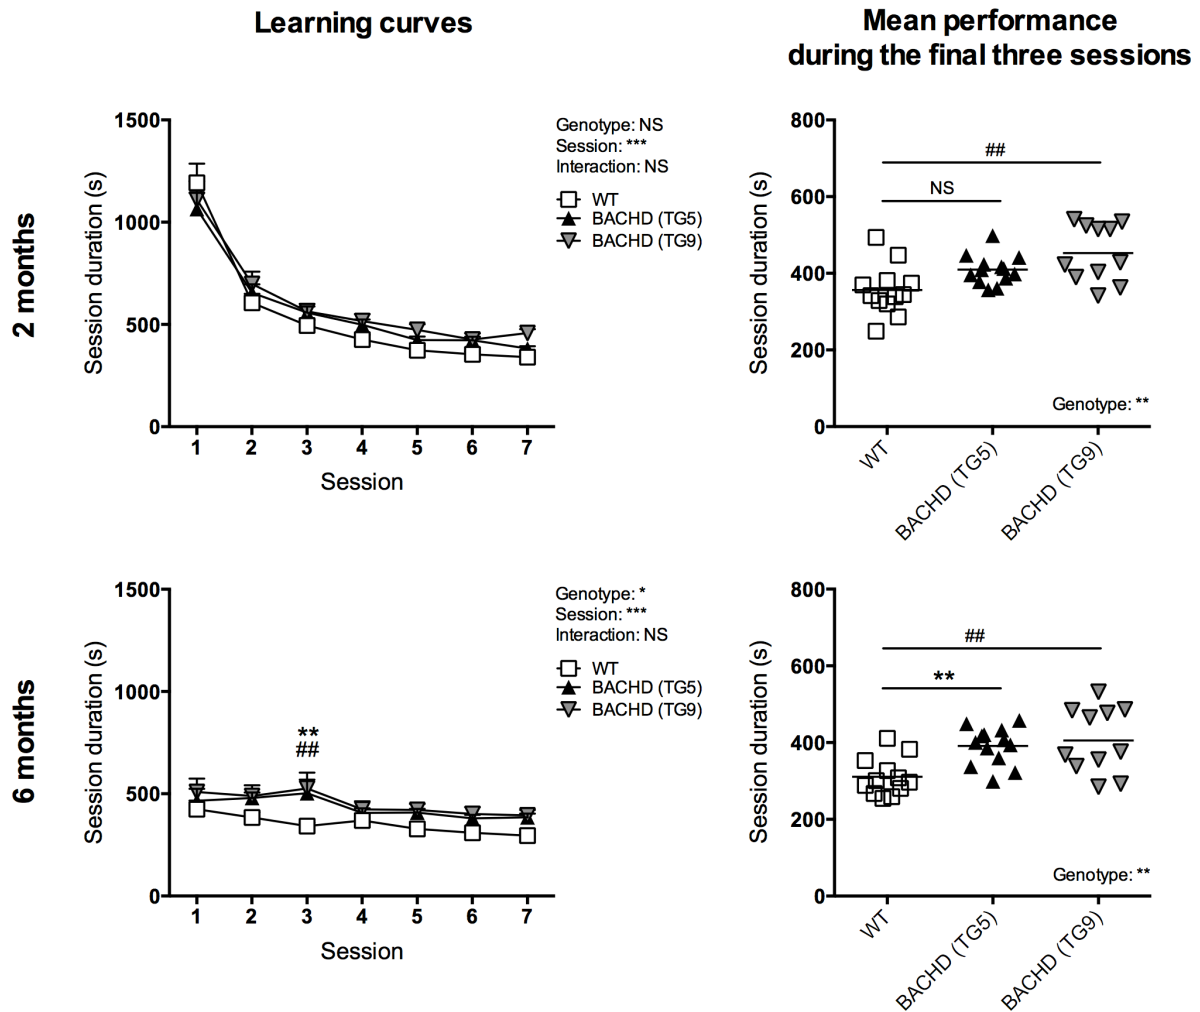 Learning curves
Mean performance
during the final three sessions
2 months
Session duration (s)
1500
1000
500
0
1 2 3 4 5 6 7
Session
Genotype: NS
Session: ***
Interaction: NS
WT
BACHD (TG5)
BACHD (TG9)
Session duration (s)
800
600
400
200
0
##
NS
Genotype: **
WT
BACHD (TG5)
BACHD (TG9)
6 months
Session duration (s)
1500
1000
500
0
**
##
1 2 3 4 5 6 7
Session
Genotype: *
Session: ***
Interaction: NS
WT
BACHD (TG5)
BACHD (TG9)
Session duration (s)
800
600
400
200
0
##
**
Genotype: **
WT
BACHD (TG5)
BACHD (TG9)